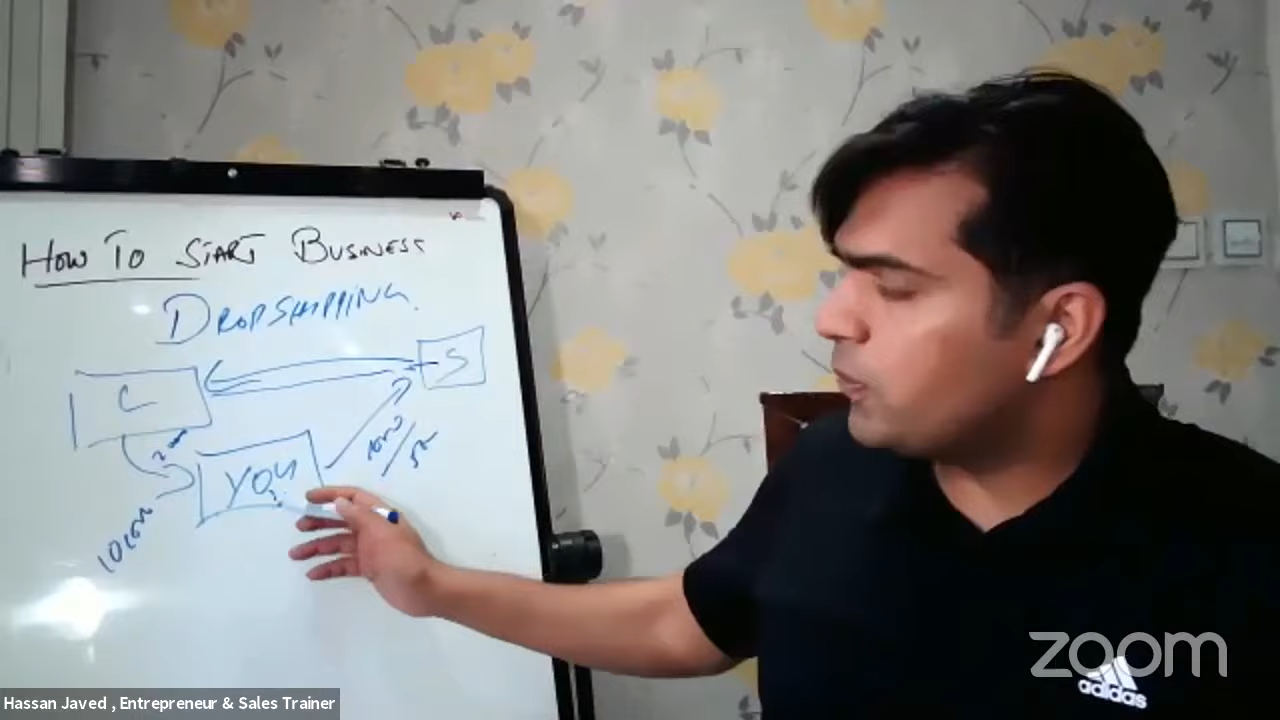 HOW TO START BUSINESS
DROPSHIPPING.
S
C
YOU
zoom
adidas
Hassan Javed , Entrepreneur & Sales Trainer